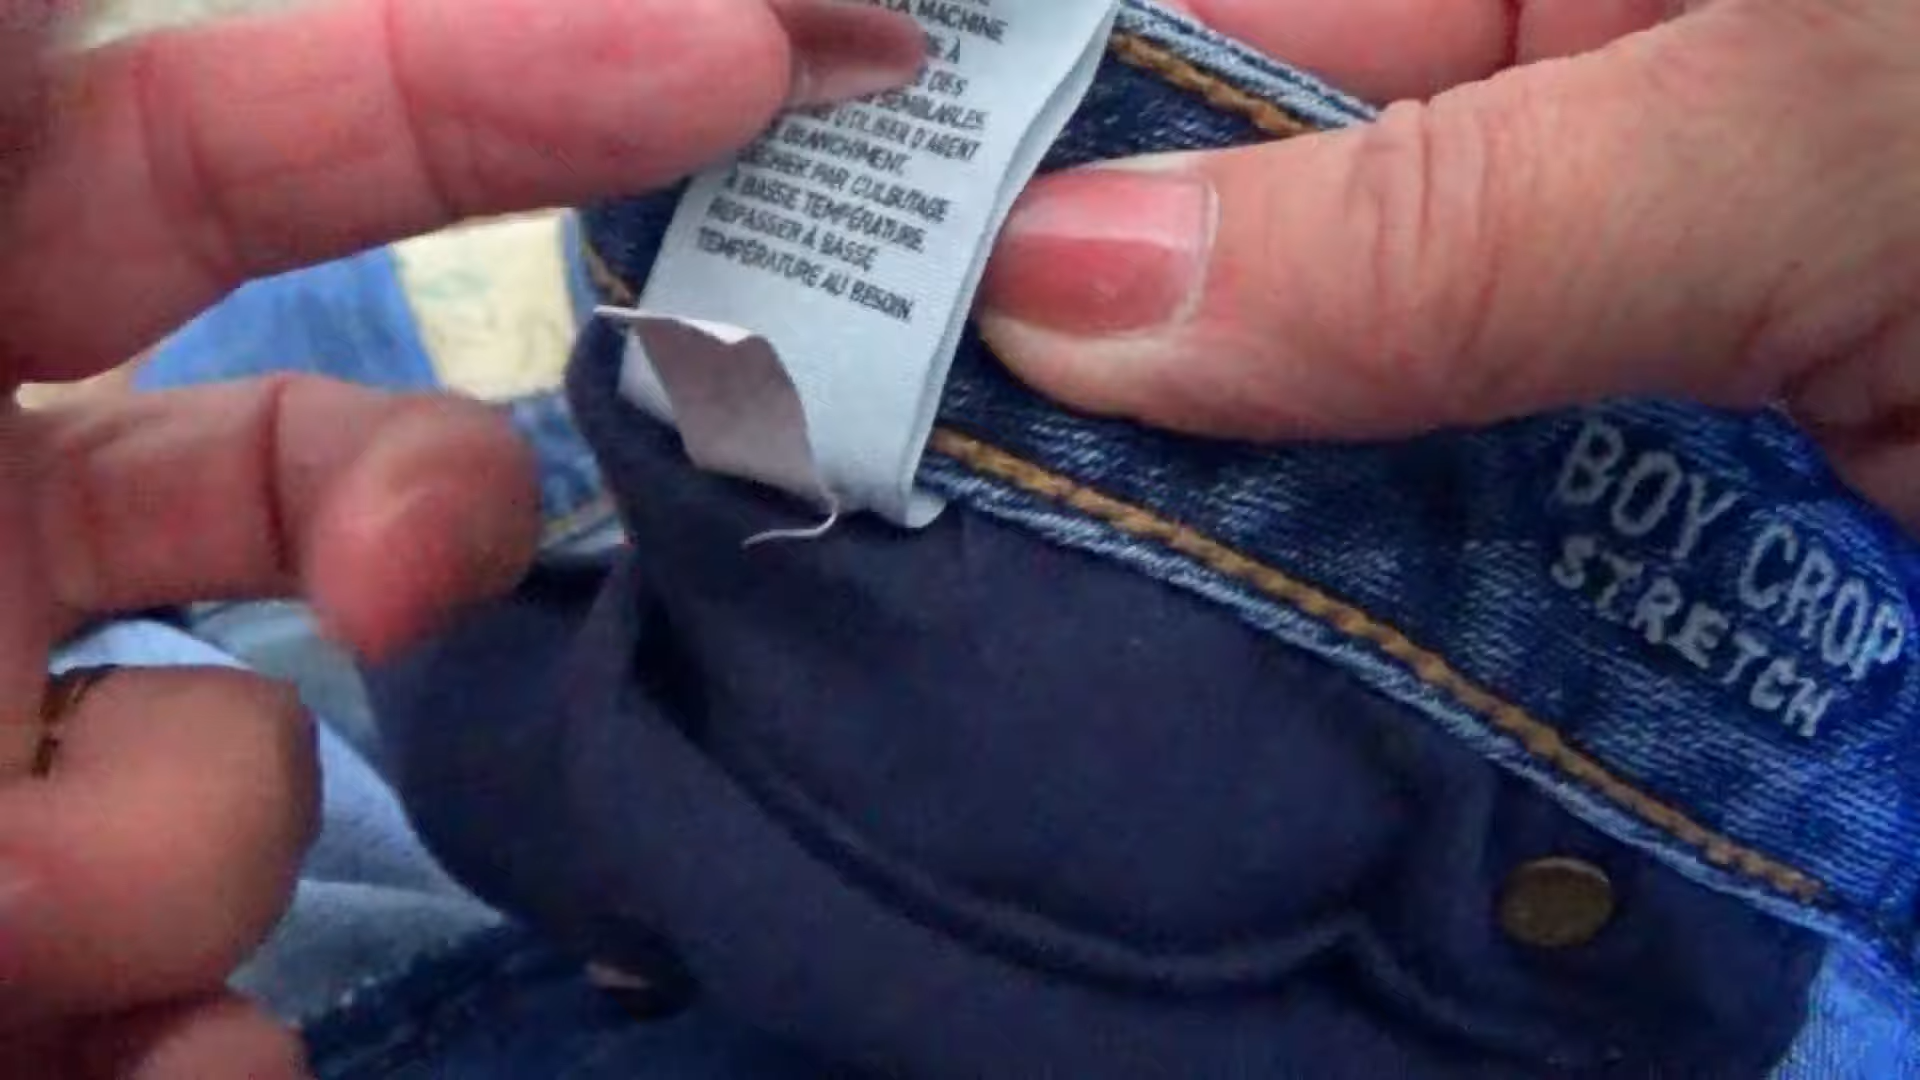 LA MACHINE
À
DES
SEMBLABLES.
UTILISER D'AGENT
BLANCHIMENT.
SÉCHER PAR CULBUTAGE
À BASSE TEMPÉRATURE.
REPASSER À BASSE
TEMPÉRATURE AU BESOIN.
BOY CROP
STRETCH